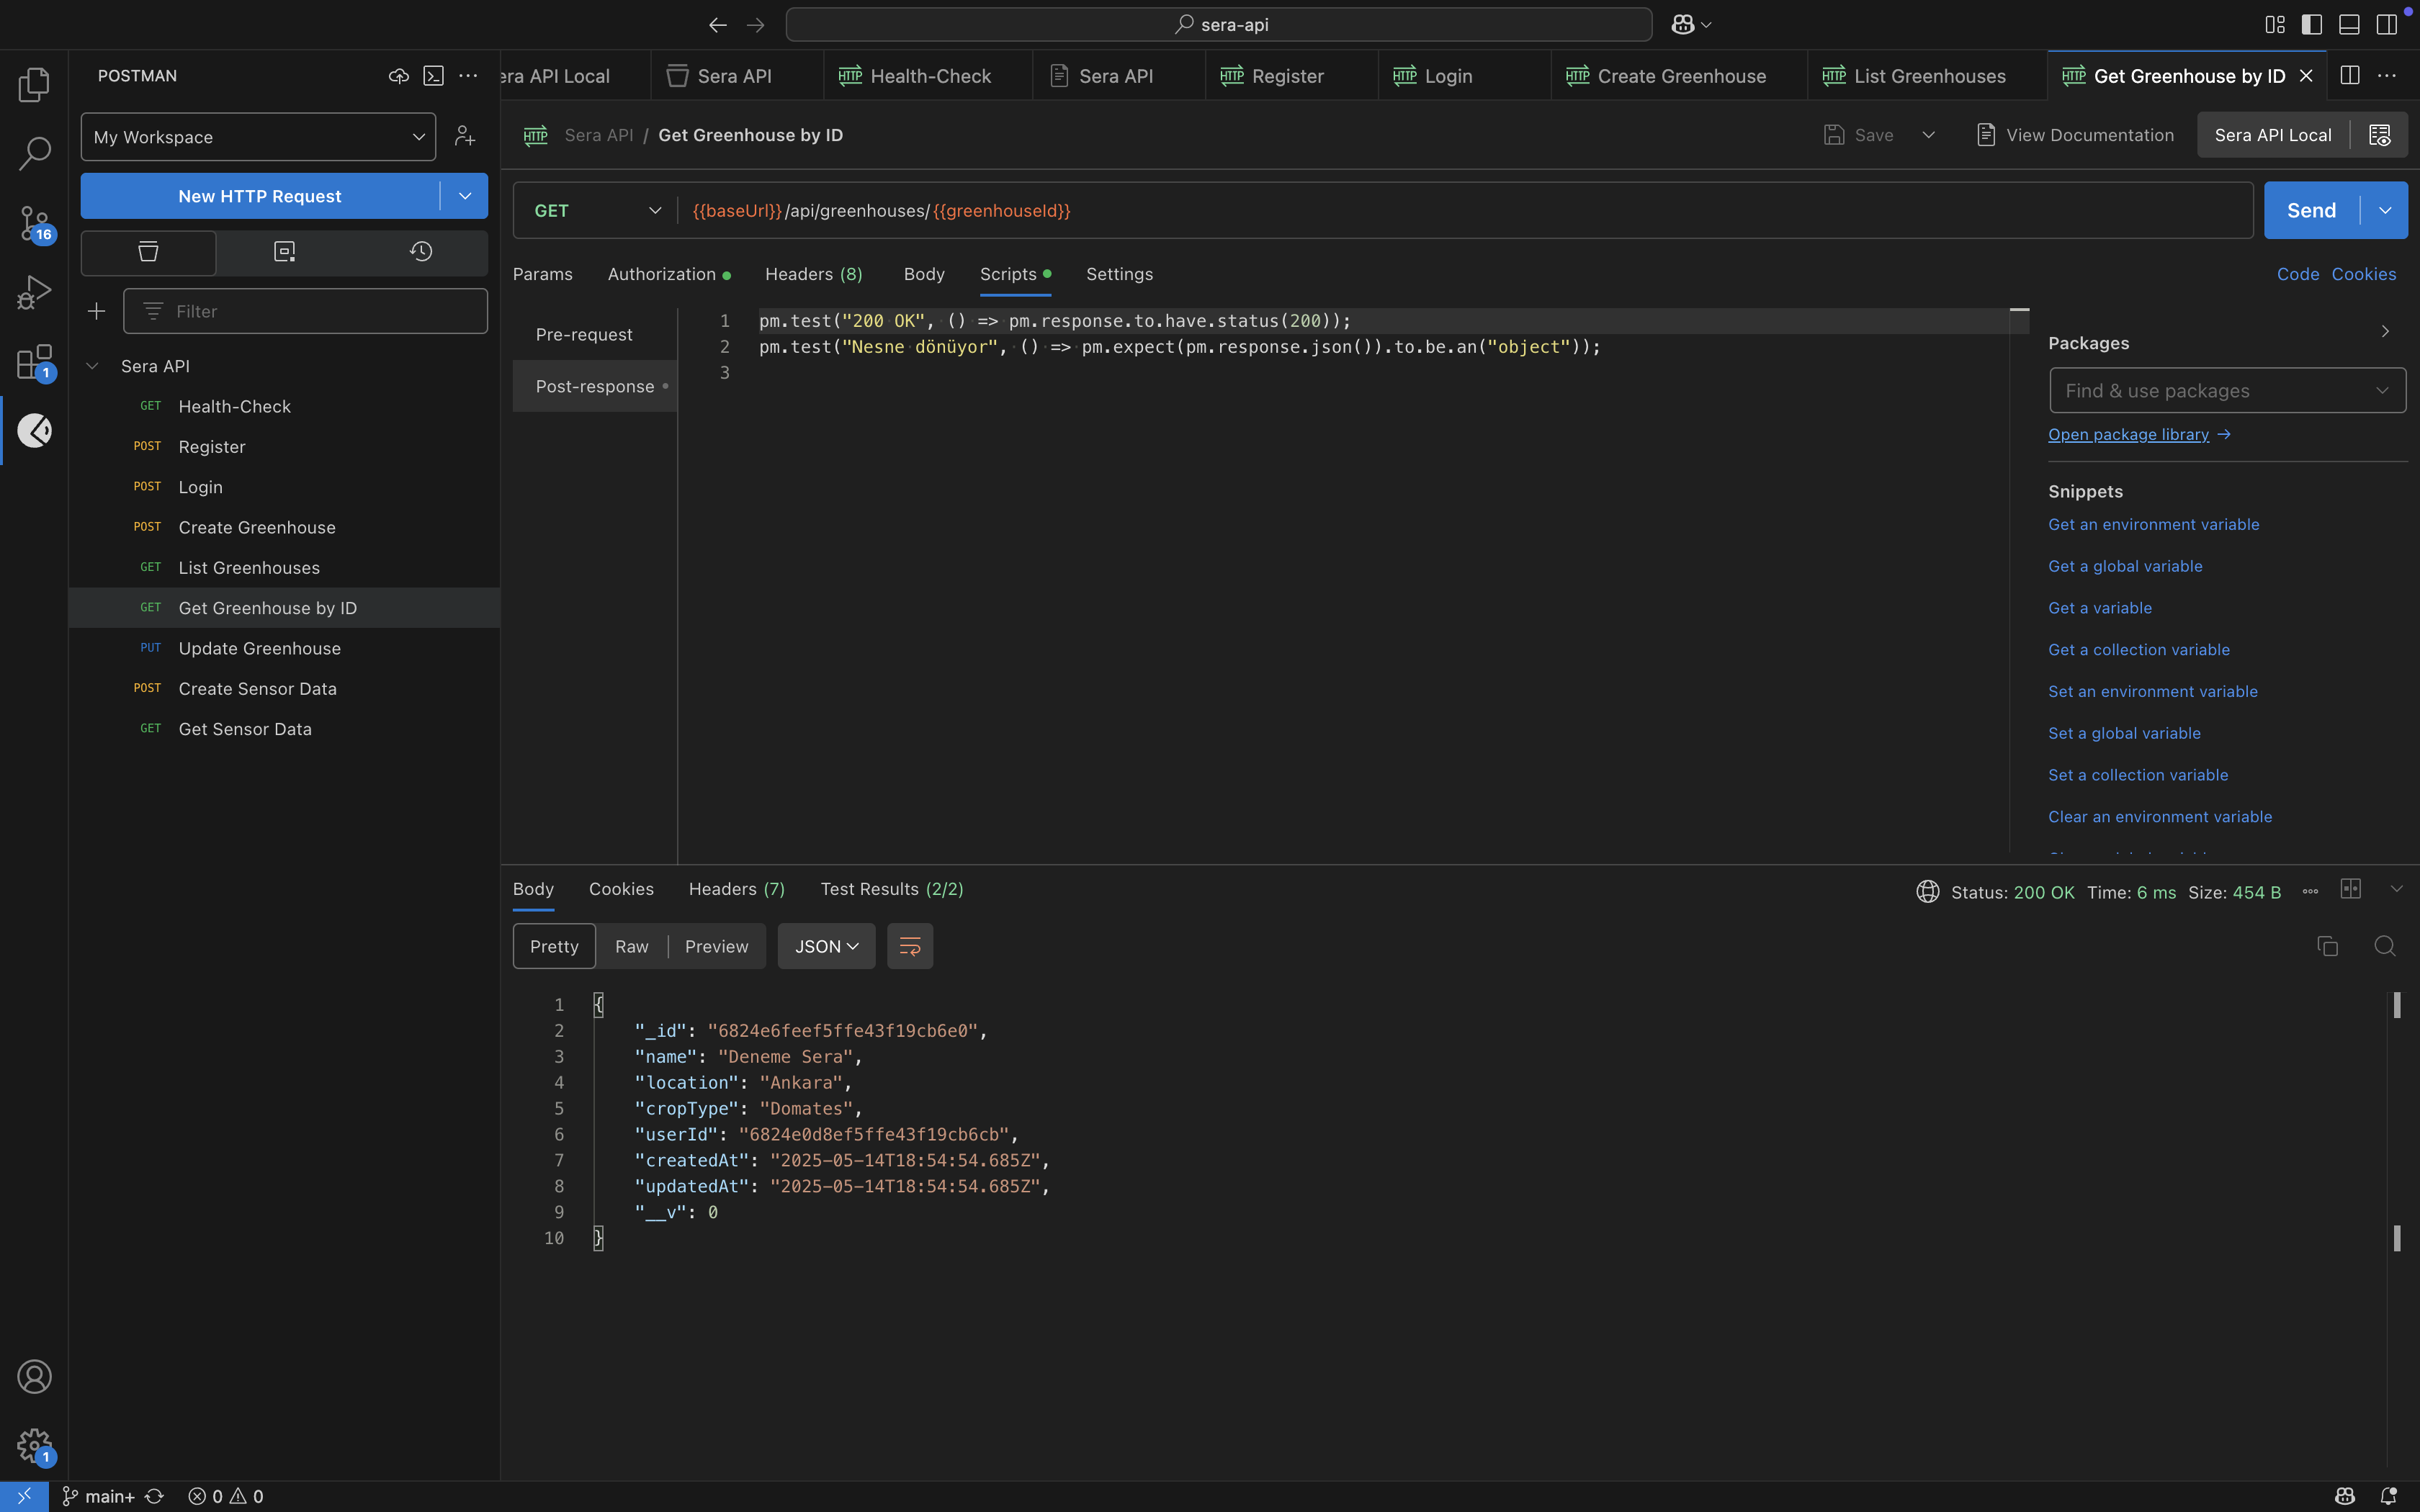 sera-api
POSTMAN
era API Local
Sera API
HTTP Health-Check
Sera API
HTTP Register
HTTP Login
HTTP Create Greenhouse
HTTP List Greenhouses
HTTP Get Greenhouse by ID
My Workspace
HTTP Sera API / Get Greenhouse by ID
Save
View Documentation
Sera API Local
New HTTP Request
GET {{baseUrl}}/api/greenhouses/{{greenhouseId}}
Send
16
Params Authorization Headers (8) Body Scripts Settings
Code Cookies
Filter
Pre-request
Post-response
1 pm.test("200 OK", () => pm.response.to.have.status(200));
2 pm.test("Nesne dönüyor", () => pm.expect(pm.response.json()).to.be.an("object"));
3
Packages
Find & use packages
Open package library →
Snippets
Get an environment variable
Get a global variable
Get a variable
Get a collection variable
Set an environment variable
Set a global variable
Set a collection variable
Clear an environment variable
1
Sera API
GET Health-Check
POST Register
POST Login
POST Create Greenhouse
GET List Greenhouses
GET Get Greenhouse by ID
PUT Update Greenhouse
POST Create Sensor Data
GET Get Sensor Data
Body Cookies Headers (7) Test Results (2/2)
Status: 200 OK Time: 6 ms Size: 454 B
Pretty Raw Preview JSON
1 {
2 "_id": "6824e6feef5ffe43f19cb6e0",
3 "name": "Deneme Sera",
4 "location": "Ankara",
5 "cropType": "Domates",
6 "userId": "6824e0d8ef5ffe43f19cb6cb",
7 "createdAt": "2025-05-14T18:54:54.685Z",
8 "updatedAt": "2025-05-14T18:54:54.685Z",
9 "__v": 0
10 }
1
main+ 0 0